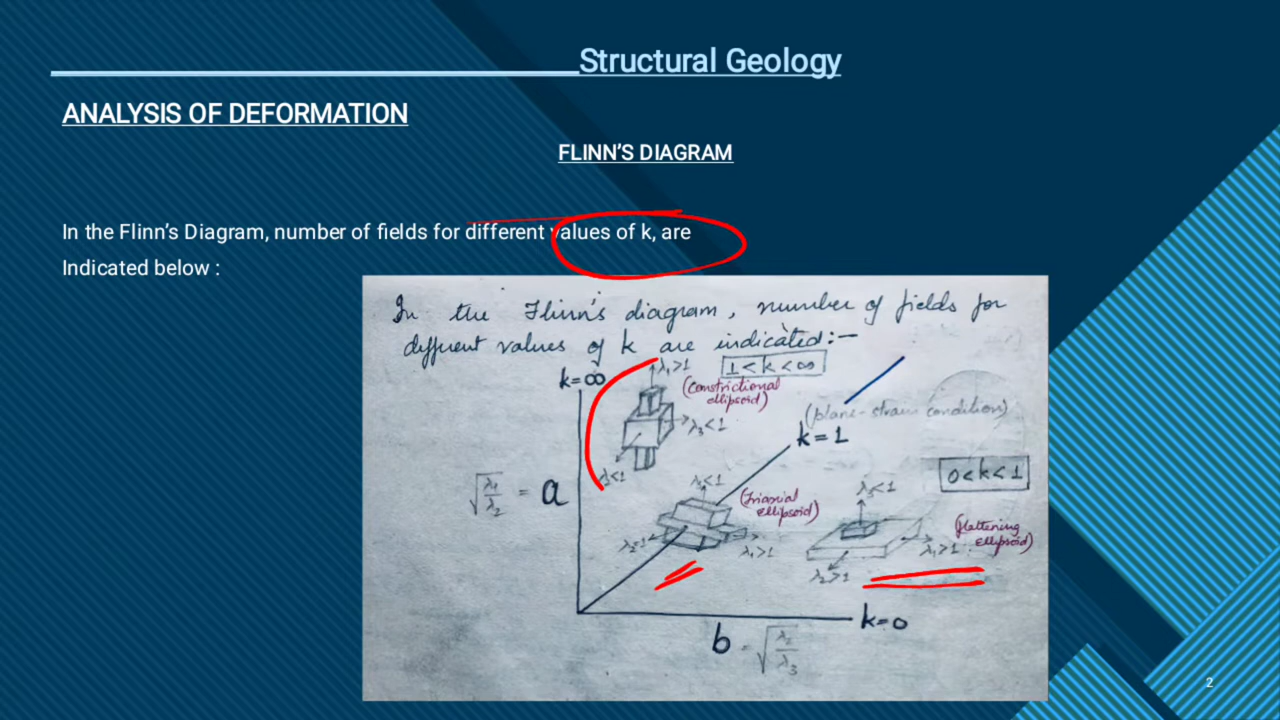 Structural Geology
ANALYSIS OF DEFORMATION
FLINN'S DIAGRAM
In the Flinn's Diagram, number of fields for different values of k, are
Indicated below :
In the Flinn's diagram, number of fields for
different values of k are indicated:-
k=∞
λ₁>1
1<k<∞
(Constrictional
ellipsoid)
λ₃<1
<1
(plane-strain condition)
k=1
0<k<1
√λ₁/λ₂ = a
λ₃<1
(Triaxial
ellipsoid)
λ₂=1
λ₁>1
λ₃<1
(flattening
ellipsoid)
λ₁>1
λ₂>1
k=0
b = √λ₂/λ₃
2